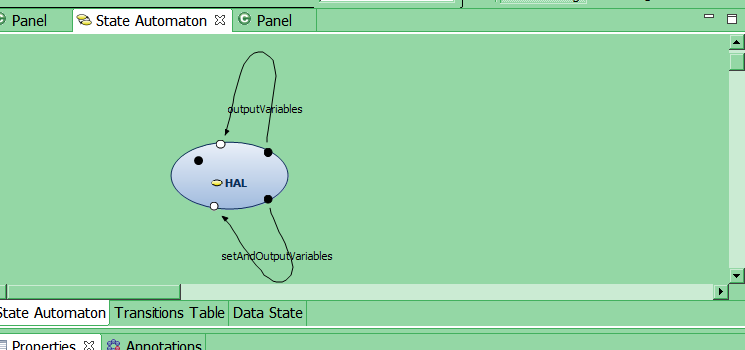 Panel
State Automaton
Panel
outputVariables
HAL
setAndOutputVariables
State Automaton
Transitions Table
Data State
Properties
Annotations